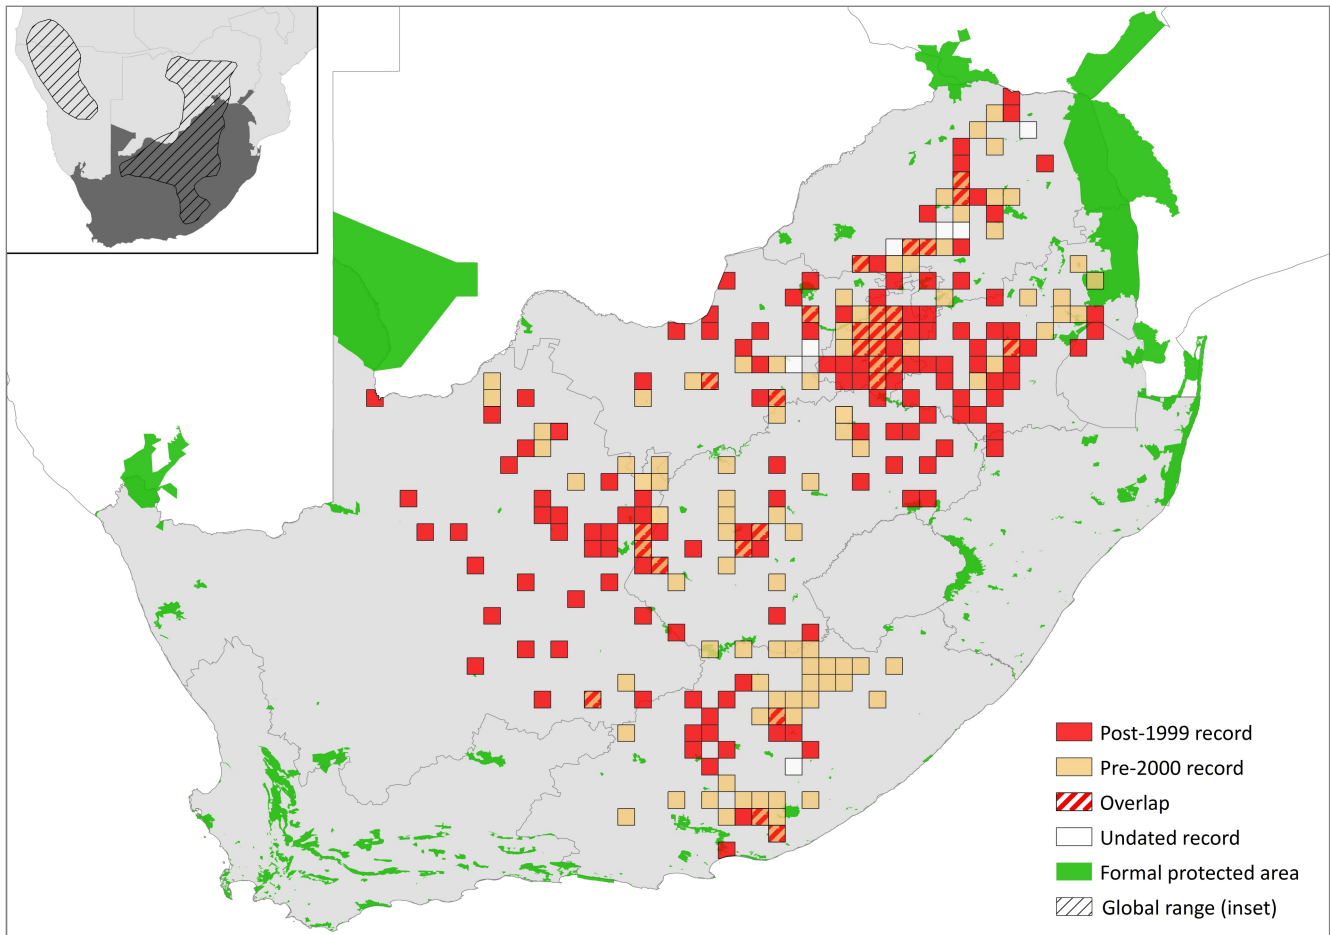 Post-1999 record
Pre-2000 record
Overlap
Undated record
Formal protected area
Global range (inset)